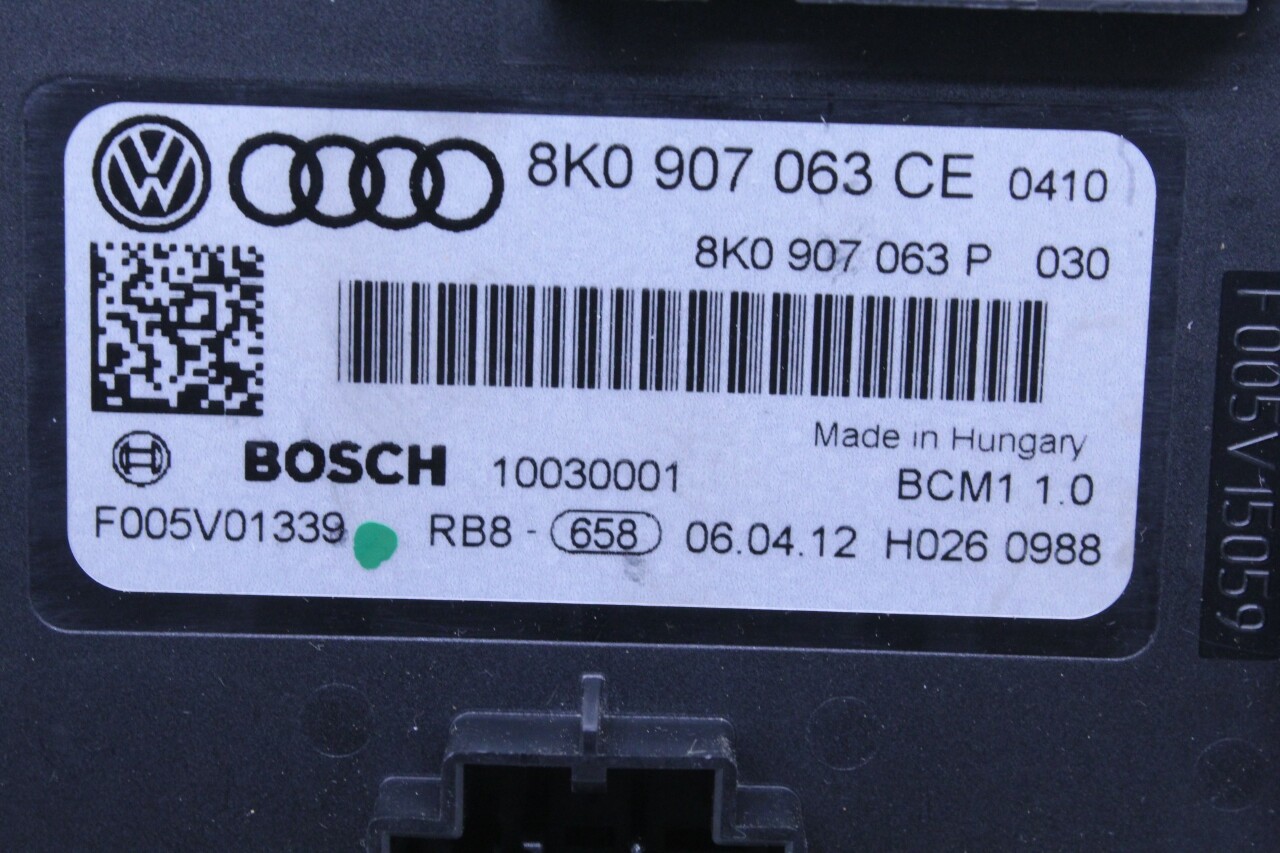 8K0 907 063 CE 0410
8K0 907 063 P 030
Made in Hungary
BOSCH 10030001 BCM1 1.0
F005V01339 RB8 - 658 06.04.12 H026 0988
F005V15059